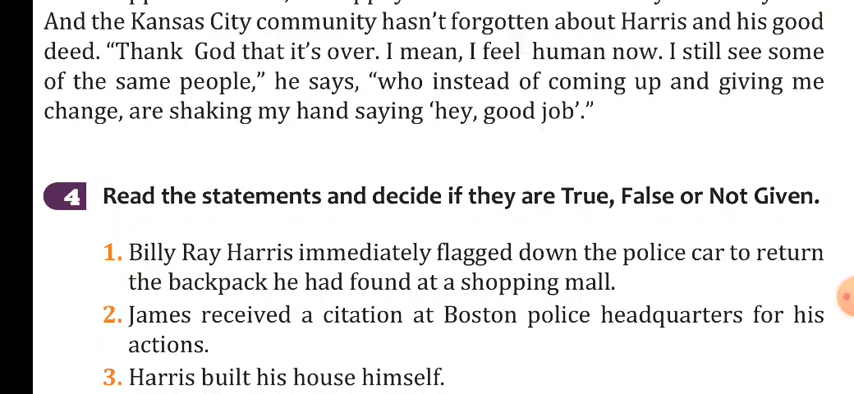 And the Kansas City community hasn't forgotten about Harris and his good
deed. “Thank God that it's over. I mean, I feel human now. I still see some
of the same people,” he says, “who instead of coming up and giving me
change, are shaking my hand saying ‘hey, good job’.”
4 Read the statements and decide if they are True, False or Not Given.
1. Billy Ray Harris immediately flagged down the police car to return
the backpack he had found at a shopping mall.
2. James received a citation at Boston police headquarters for his
actions.
3. Harris built his house himself.